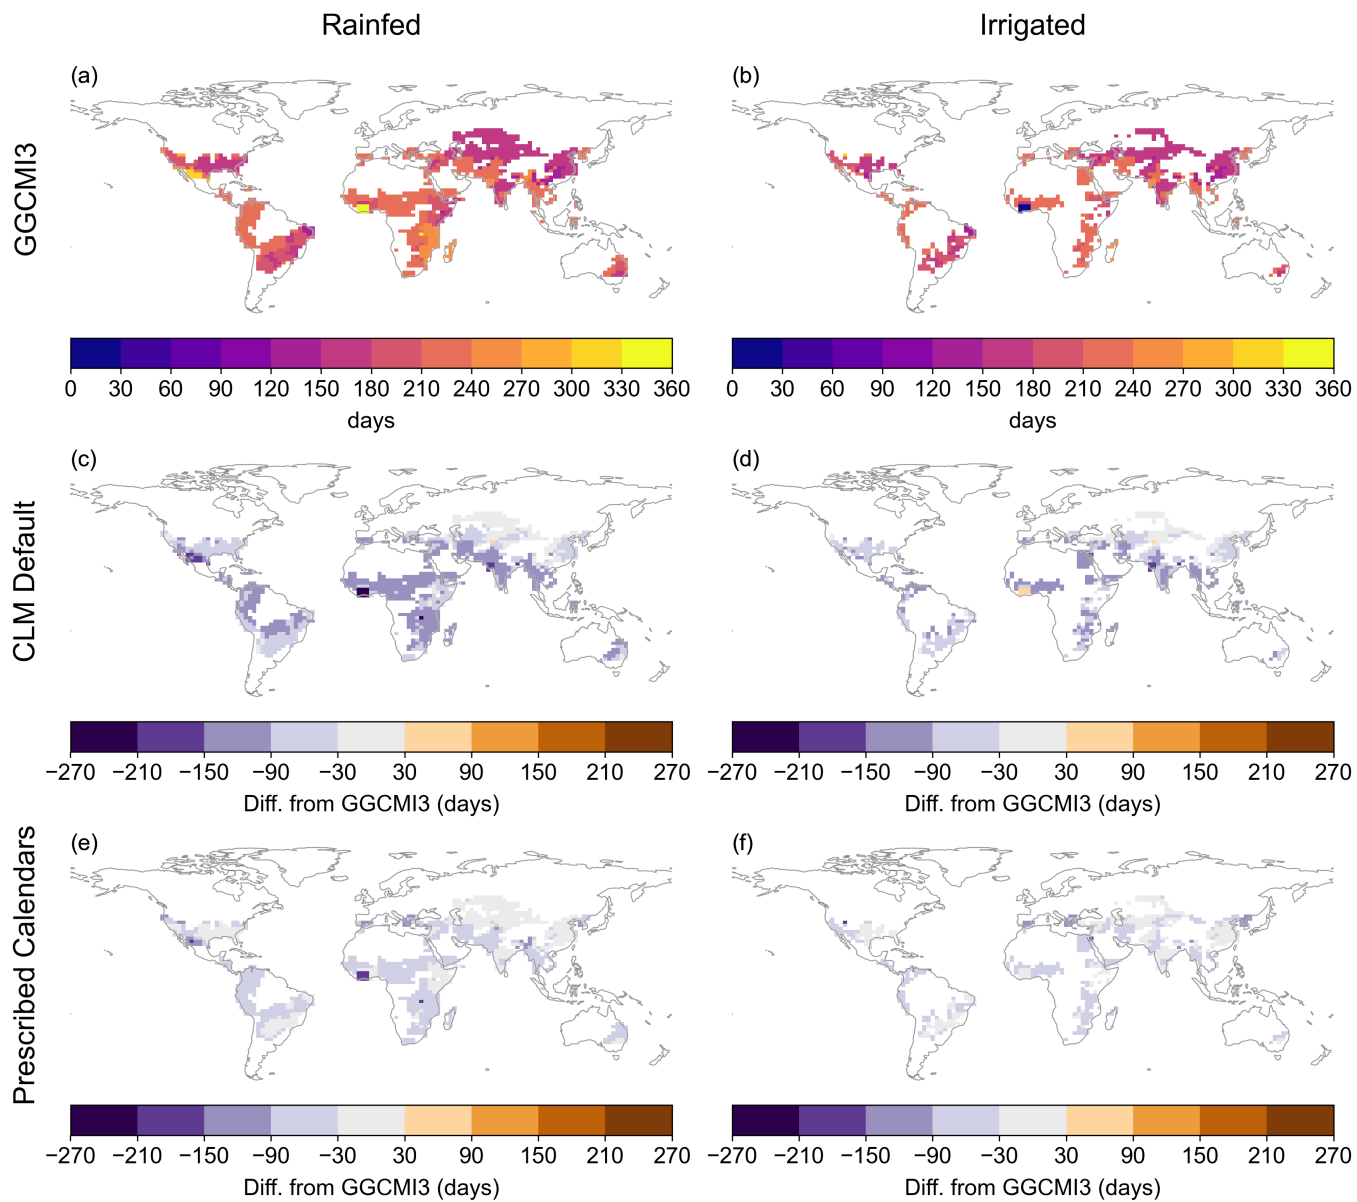 Rainfed
Irrigated
GGCMI3
(a)
(b)
0 30 60 90 120 150 180 210 240 270 300 330 360
days
0 30 60 90 120 150 180 210 240 270 300 330 360
days
CLM Default
(c)
(d)
−270 −210 −150 −90 −30 30 90 150 210 270
Diff. from GGCMI3 (days)
−270 −210 −150 −90 −30 30 90 150 210 270
Diff. from GGCMI3 (days)
Prescribed Calendars
(e)
(f)
−270 −210 −150 −90 −30 30 90 150 210 270
Diff. from GGCMI3 (days)
−270 −210 −150 −90 −30 30 90 150 210 270
Diff. from GGCMI3 (days)